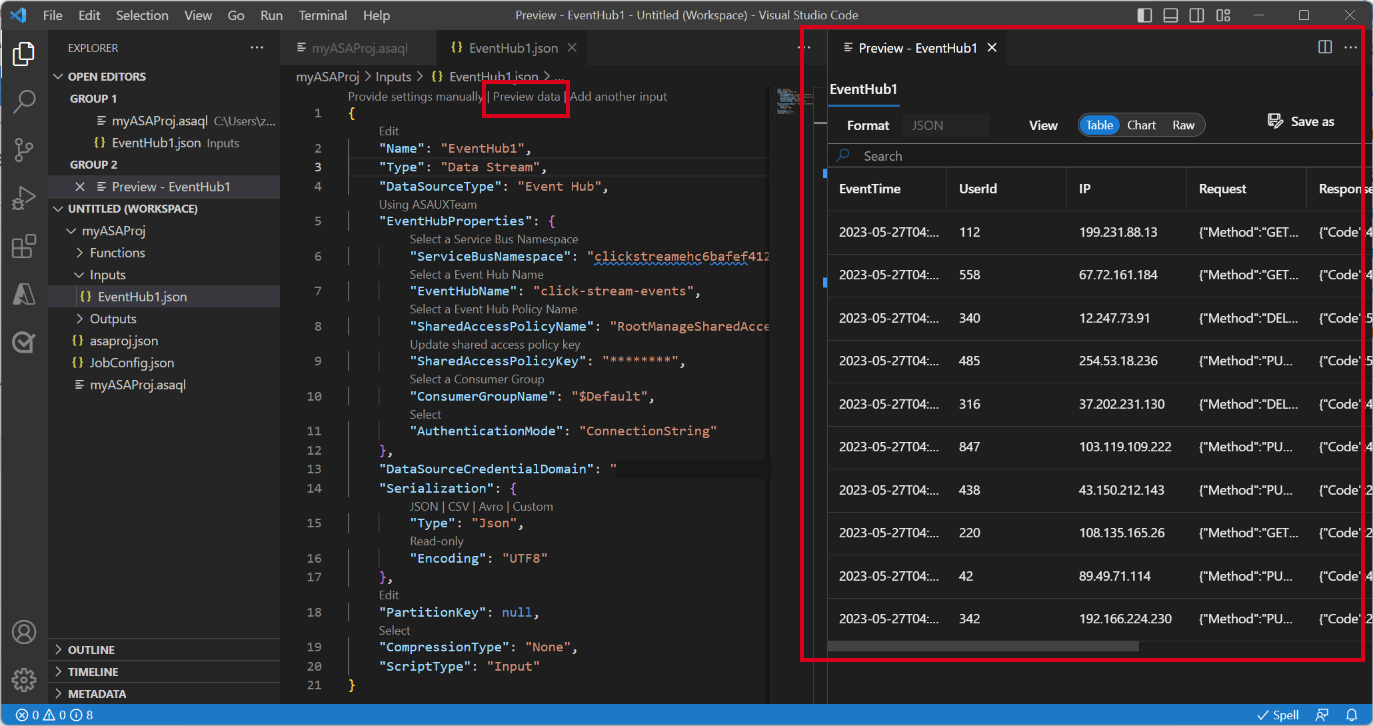 File Edit Selection View Go Run Terminal Help
Preview - EventHub1 - Untitled (Workspace) - Visual Studio Code
EXPLORER
OPEN EDITORS
GROUP 1
myASAProj.asaql C:\Users\z...
{} EventHub1.json Inputs
GROUP 2
Preview - EventHub1
UNTITLED (WORKSPACE)
myASAProj
Functions
Inputs
{} EventHub1.json
Outputs
{} asaproj.json
{} JobConfig.json
myASAProj.asaql
OUTLINE
TIMELINE
METADATA
myASAProj.asaql
{} EventHub1.json
myASAProj > Inputs > {} EventHub1.json > ...
Provide settings manually | Preview data | Add another input
1 {
Edit
2 "Name": "EventHub1",
3 "Type": "Data Stream",
4 "DataSourceType": "Event Hub",
Using ASAUXTeam
5 "EventHubProperties": {
Select a Service Bus Namespace
6 "ServiceBusNamespace": "clickstreamehc6bafef412
Select a Event Hub Name
7 "EventHubName": "click-stream-events",
Select a Event Hub Policy Name
8 "SharedAccessPolicyName": "RootManageSharedAcce
Update shared access policy key
9 "SharedAccessPolicyKey": "********",
Select a Consumer Group
10 "ConsumerGroupName": "$Default",
Select
11 "AuthenticationMode": "ConnectionString"
12 },
13 "DataSourceCredentialDomain": "
14 "Serialization": {
JSON | CSV | Avro | Custom
15 "Type": "Json",
Read-only
16 "Encoding": "UTF8"
17 },
Edit
18 "PartitionKey": null,
Select
19 "CompressionType": "None",
20 "ScriptType": "Input"
21 }
Preview - EventHub1
EventHub1
Format JSON View Table Chart Raw Save as
Search
EventTime UserId IP Request Respons
2023-05-27T04:... 112 199.231.88.13 {"Method":"GET... {"Code":4
2023-05-27T04:... 558 67.72.161.184 {"Method":"GET... {"Code":4
2023-05-27T04:... 340 12.247.73.91 {"Method":"DEL... {"Code":5
2023-05-27T04:... 485 254.53.18.236 {"Method":"PU... {"Code":5
2023-05-27T04:... 316 37.202.231.130 {"Method":"DEL... {"Code":4
2023-05-27T04:... 847 103.119.109.222 {"Method":"PU... {"Code":4
2023-05-27T04:... 438 43.150.212.143 {"Method":"PU... {"Code":2
2023-05-27T04:... 220 108.135.165.26 {"Method":"GET... {"Code":2
2023-05-27T04:... 42 89.49.71.114 {"Method":"PU... {"Code":4
2023-05-27T04:... 342 192.166.224.230 {"Method":"PU... {"Code":2
0 0 8
Spell